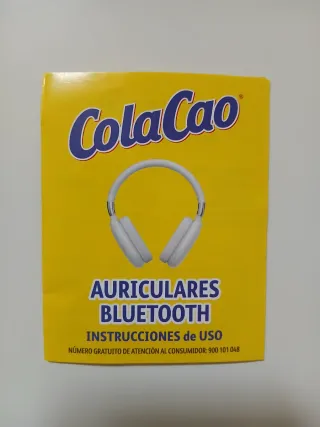 ColaCao®
AURICULARES
BLUETOOTH
INSTRUCCIONES de USO
NÚMERO GRATUITO DE ATENCIÓN AL CONSUMIDOR: 900 101 048